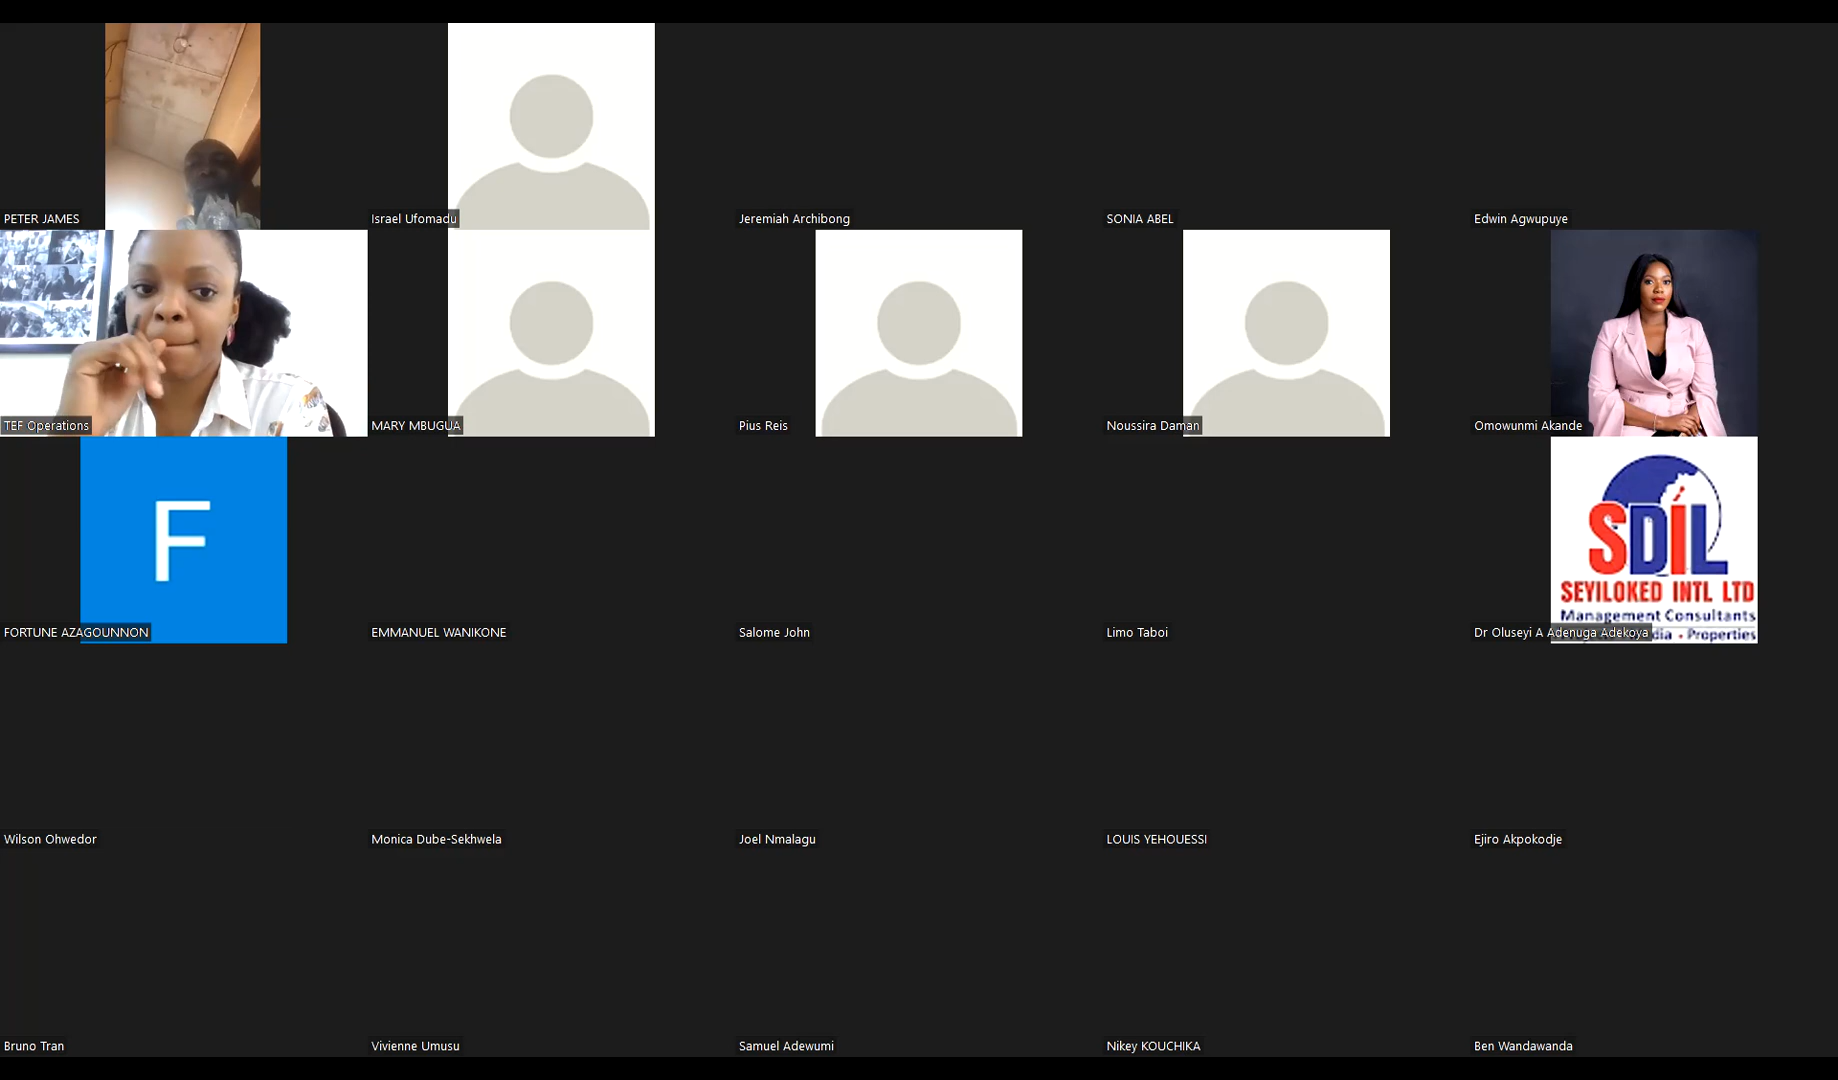 PETER JAMES
Israel Ufomadu
Jeremiah Archibong
SONIA ABEL
Edwin Agwupuye
TEF Operations
MARY MBUGUA
Pius Reis
Noussira Daman
Omowunmi Akande
F
FORTUNE AZAGOUNNON
EMMANUEL WANIKONE
Salome John
Limo Taboi
SDIL
SEYILOKED INTL LTD
Management Consultants
dia • Properties
Dr Oluseyi A Adenuga Adekoya
Wilson Ohwedor
Monica Dube-Sekhwela
Joel Nmalagu
LOUIS YEHOUESSI
Ejiro Akpokodje
Bruno Tran
Vivienne Umusu
Samuel Adewumi
Nikey KOUCHIKA
Ben Wandawanda